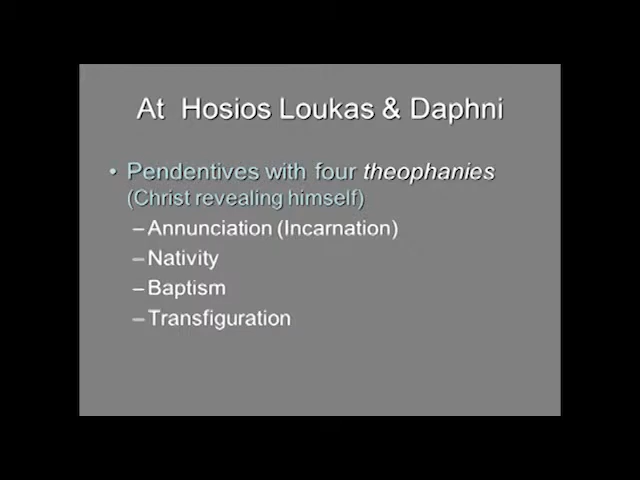 At Hosios Loukas & Daphni
• Pendentives with four theophanies
(Christ revealing himself)
– Annunciation (Incarnation)
– Nativity
– Baptism
– Transfiguration